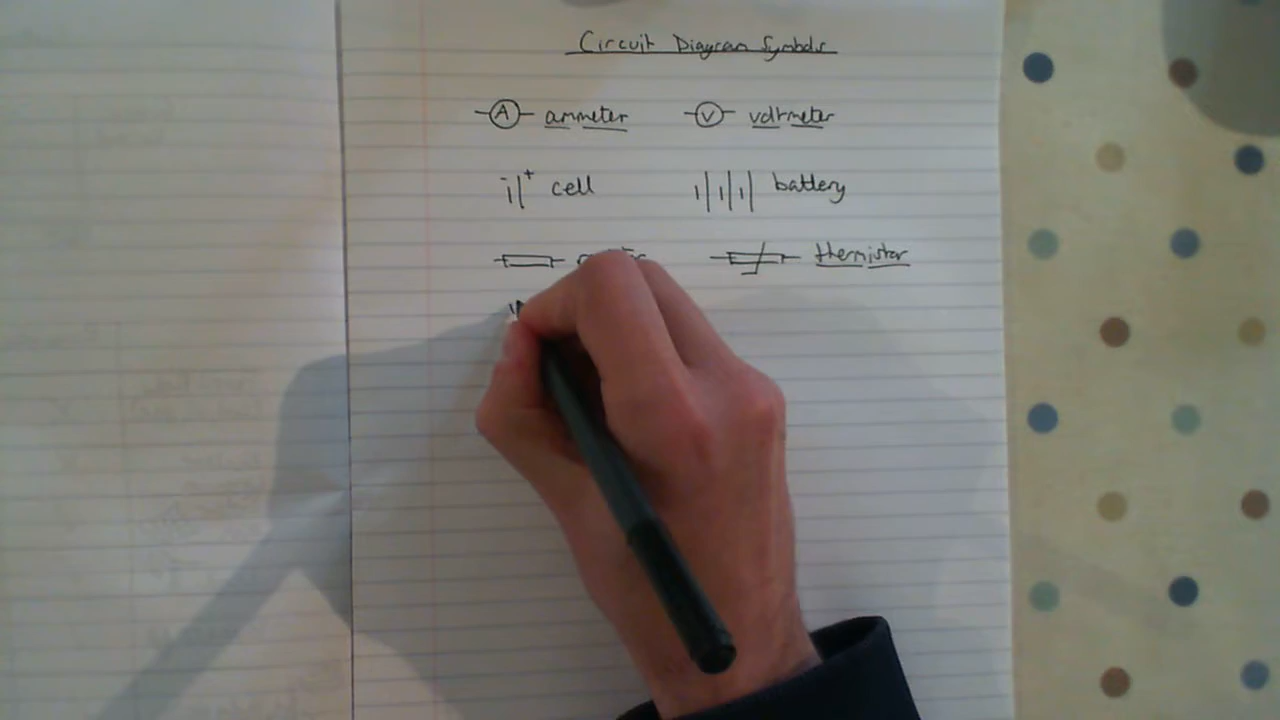 Circuit Diagram Symbols
A ammeter V voltmeter
+ cell battery
thermistor